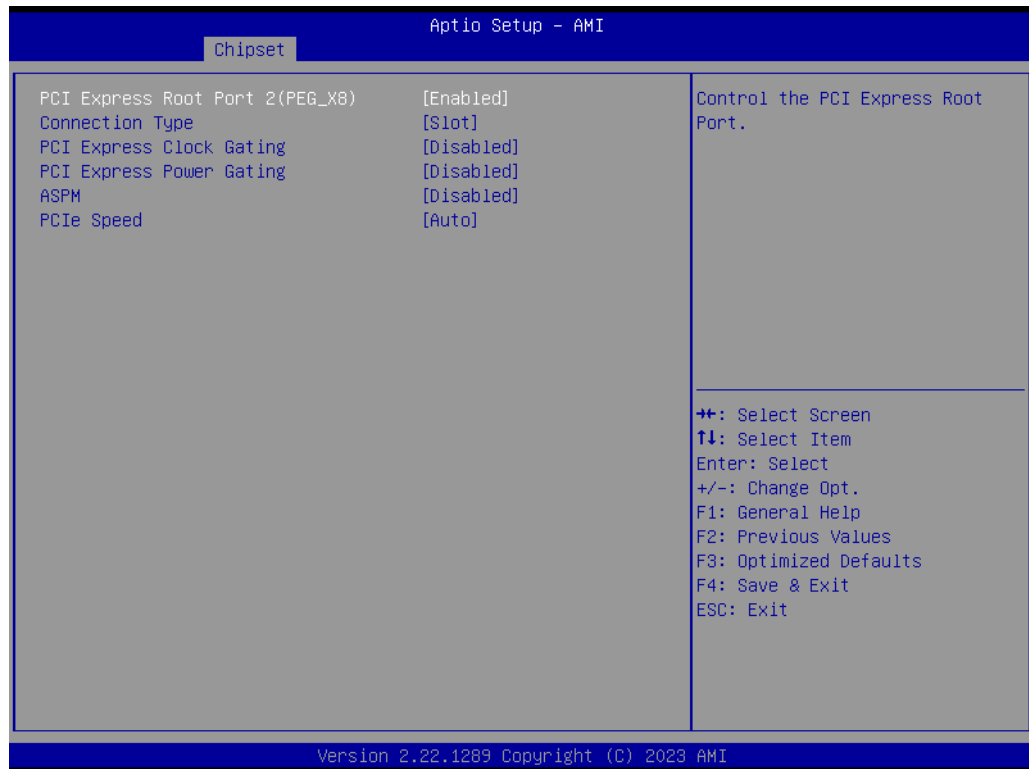 Aptio Setup – AMI
Chipset
PCI Express Root Port 2(PEG_X8) [Enabled]
Connection Type [Slot]
PCI Express Clock Gating [Disabled]
PCI Express Power Gating [Disabled]
ASPM [Disabled]
PCIe Speed [Auto]
Control the PCI Express Root
Port.
→←: Select Screen
↑↓: Select Item
Enter: Select
+/-: Change Opt.
F1: General Help
F2: Previous Values
F3: Optimized Defaults
F4: Save & Exit
ESC: Exit
Version 2.22.1289 Copyright (C) 2023 AMI